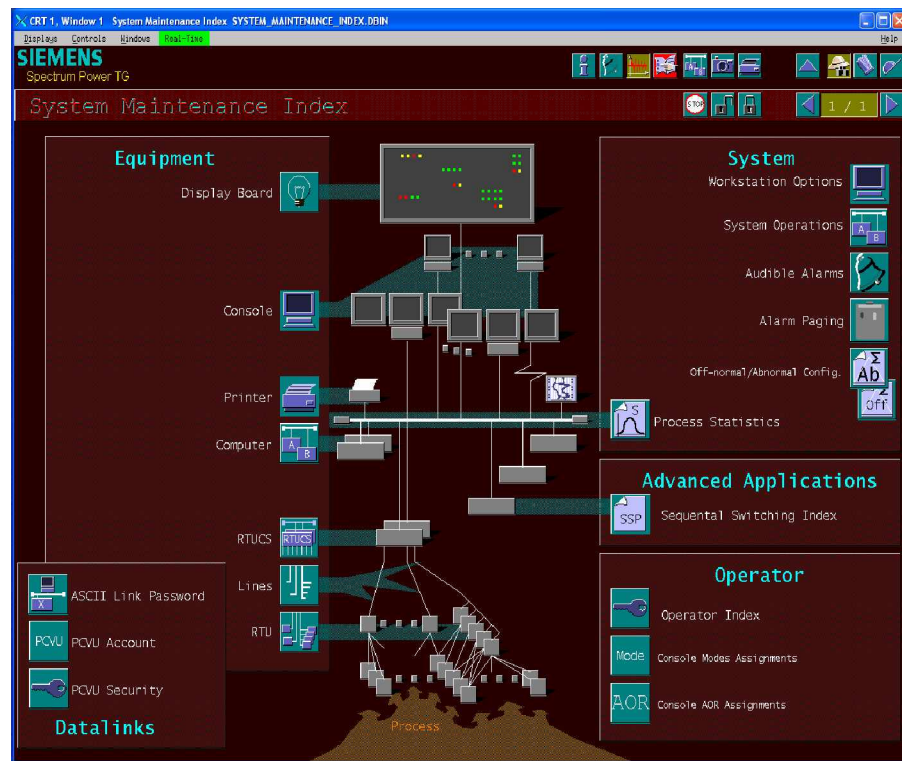 CRT 1, Window 1 System Maintenance Index SYSTEM_MAINTENANCE_INDEX.DBIN
Displays Controls Windows Real-Time Help
SIEMENS
Spectrum Power TG
System Maintenance Index
STOP
1 / 1
Equipment
Display Board
Console
Printer
Computer
A
B
RTUCS
RTUCS
Lines
RTU
X
ASCII Link Password
PCVU
PCVU Account
PCVU Security
Datalinks
Process
System
Workstation Options
System Operations
A
B
Audible Alarms
Alarm Paging
Off-normal/Abnormal Config.
Σ
Ab
Σ
Off
S
Process Statistics
Advanced Applications
SSP
Sequental Switching Index
Operator
Operator Index
Mode
Console Modes Assignments
AOR
Console AOR Assignments